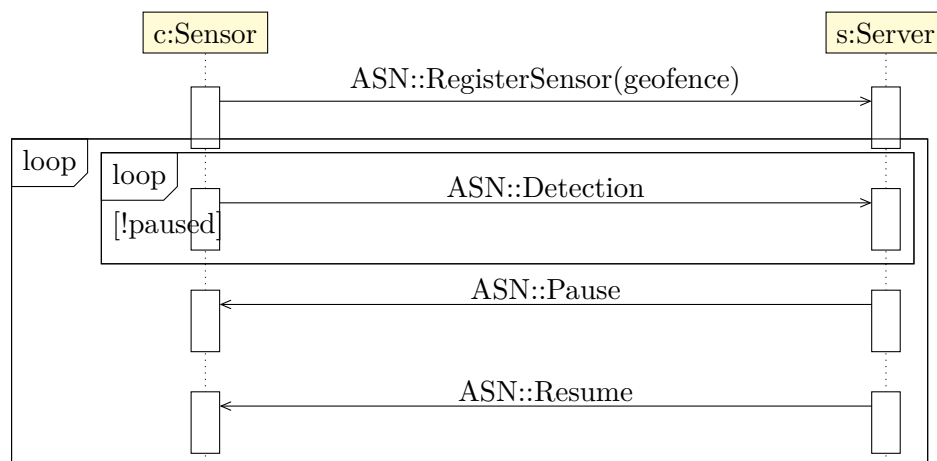 c:Sensor
s:Server
ASN::RegisterSensor(geofence)
loop
loop
ASN::Detection
[!paused]
ASN::Pause
ASN::Resume